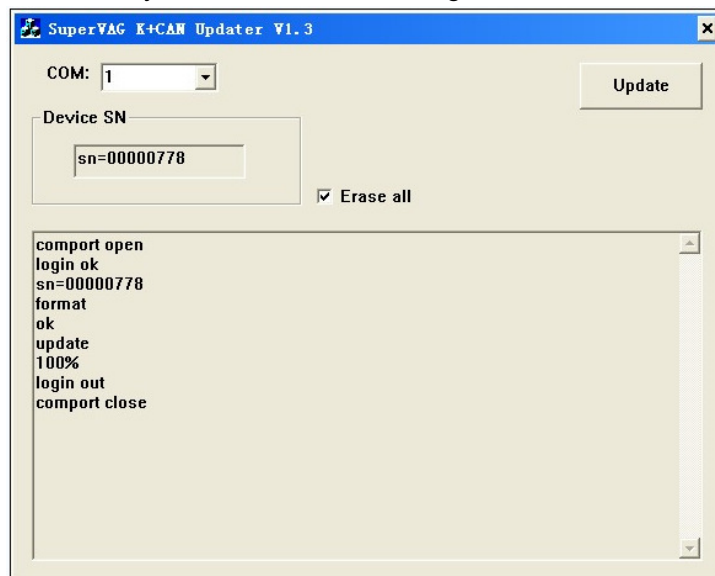 SuperVAG K+CAN Updater V1.3
COM: 1
Update
Device SN
sn=00000778
Erase all
comport open
login ok
sn=00000778
format
ok
update
100%
login out
comport close